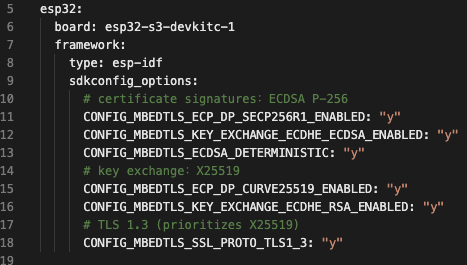 5 esp32:
6 board: esp32-s3-devkitc-1
7 framework:
8 type: esp-idf
9 sdkconfig_options:
10 # certificate signatures: ECDSA P-256
11 CONFIG_MBEDTLS_ECP_DP_SECP256R1_ENABLED: "y"
12 CONFIG_MBEDTLS_KEY_EXCHANGE_ECDHE_ECDSA_ENABLED: "y"
13 CONFIG_MBEDTLS_ECDSA_DETERMINISTIC: "y"
14 # key exchange: X25519
15 CONFIG_MBEDTLS_ECP_DP_CURVE25519_ENABLED: "y"
16 CONFIG_MBEDTLS_KEY_EXCHANGE_ECDHE_RSA_ENABLED: "y"
17 # TLS 1.3 (prioritizes X25519)
18 CONFIG_MBEDTLS_SSL_PROTO_TLS1_3: "y"
19